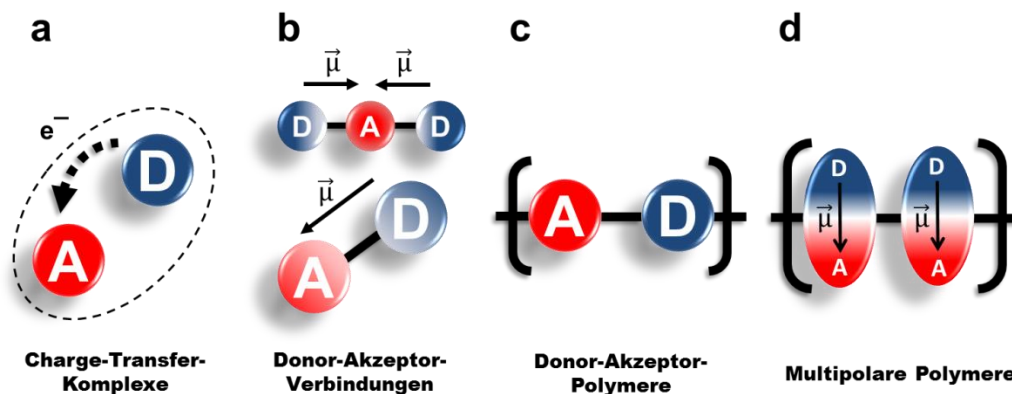 a
b
c
d
μ⃗ μ⃗
D A D
e⁻
D
A
μ⃗
D
A
A D
D D
μ⃗ μ⃗
A A
Charge-Transfer-
Komplexe
Donor-Akzeptor-
Verbindungen
Donor-Akzeptor-
Polymere
Multipolare Polymere